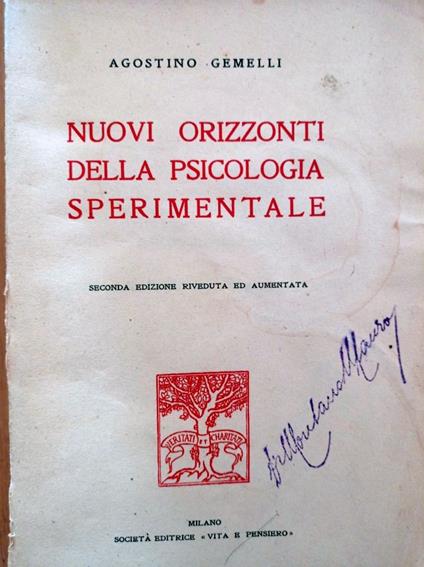 AGOSTINO GEMELLI
NUOVI ORIZZONTI
DELLA PSICOLOGIA
SPERIMENTALE
SECONDA EDIZIONE RIVEDUTA ED AUMENTATA
VERITATI ET CHARITATI
MILANO
SOCIETÀ EDITRICE « VITA E PENSIERO »